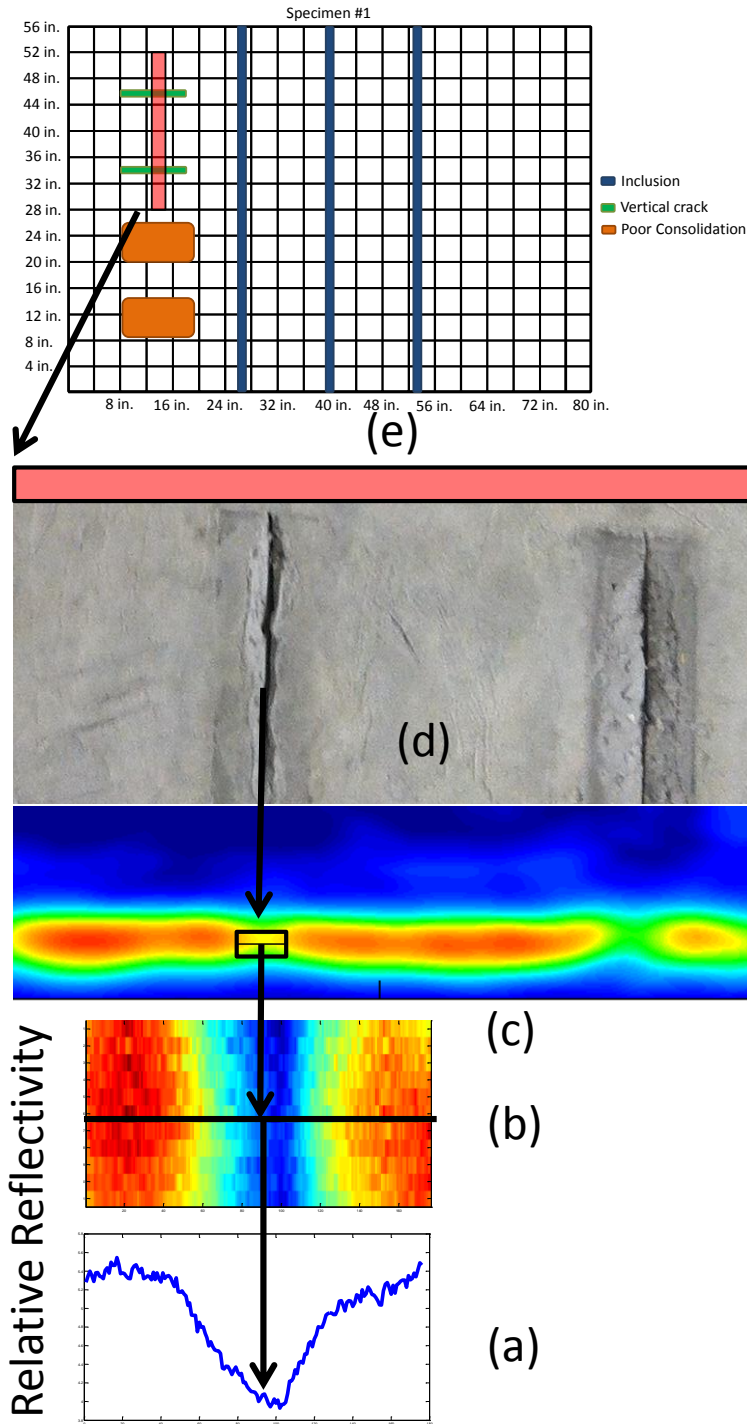 Specimen #1
56 in.
52 in.
48 in.
44 in.
40 in.
36 in.
32 in.
28 in.
24 in.
20 in.
16 in.
12 in.
8 in.
4 in.
8 in. 16 in. 24 in. 32 in. 40 in. 48 in. 56 in. 64 in. 72 in. 80 in.
Inclusion
Vertical crack
Poor Consolidation
(e)
(d)
(c)
(b)
(a)
Relative Reflectivity